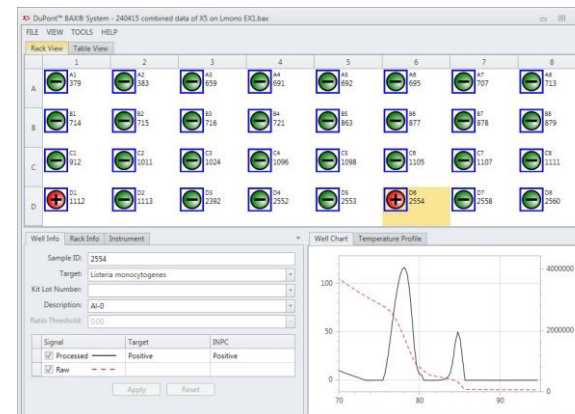 X5 DuPont™ BAX® System - 240415 combined data of X5 on Lmono EX1.bax
FILE VIEW TOOLS HELP
Rack View Table View
1 2 3 4 5 6 7 8
A
A1 A2 A3 A4 A5 A6 A7 A8
379 383 659 691 692 695 707 713
B
B1 B2 B3 B4 B5 B6 B7 B8
714 715 716 721 863 877 878 879
C
C1 C2 C3 C4 C5 C6 C7 C8
912 1011 1024 1096 1098 1105 1107 1111
D
D1 D2 D3 D4 D5 D6 D7 D8
1112 1113 2392 2552 2553 2554 2558 2560
Well Info Rack Info Instrument
Sample ID: 2554
Target: Listeria monocytogenes
Kit Lot Number:
Description: AI-0
Ratio Threshold: 0.00
Signal Target INPC
Processed Positive Positive
Raw
Apply Reset
Well Chart Temperature Profile
100 4000000
50 2000000
0 0
70 80 90